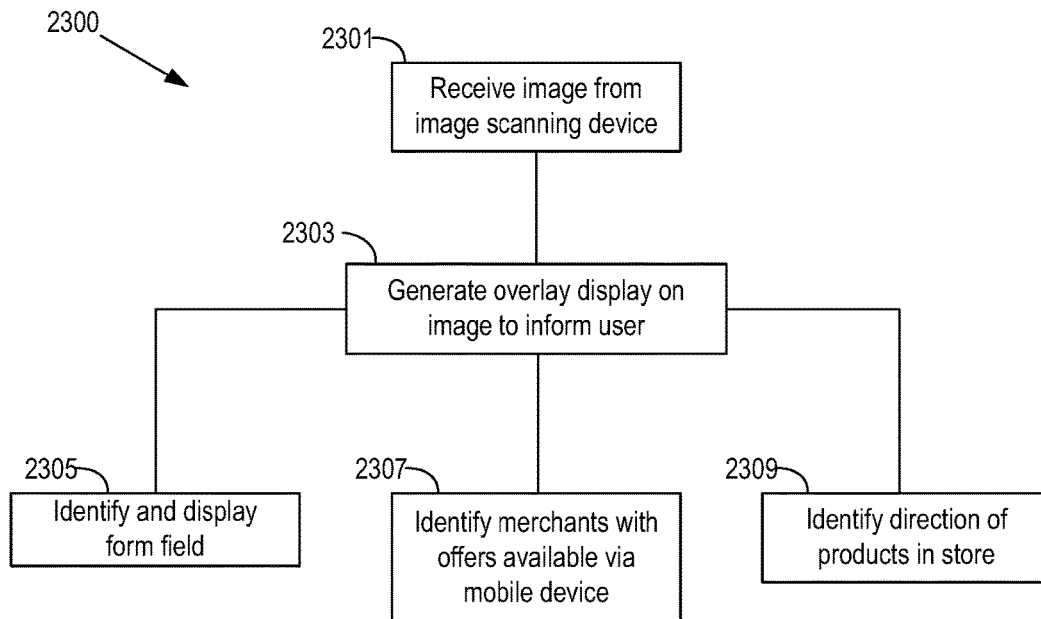 2300
2301
Receive image from
image scanning device
2303
Generate overlay display on
image to inform user
2305
Identify and display
form field
2307
Identify merchants with
offers available via
mobile device
2309
Identify direction of
products in store